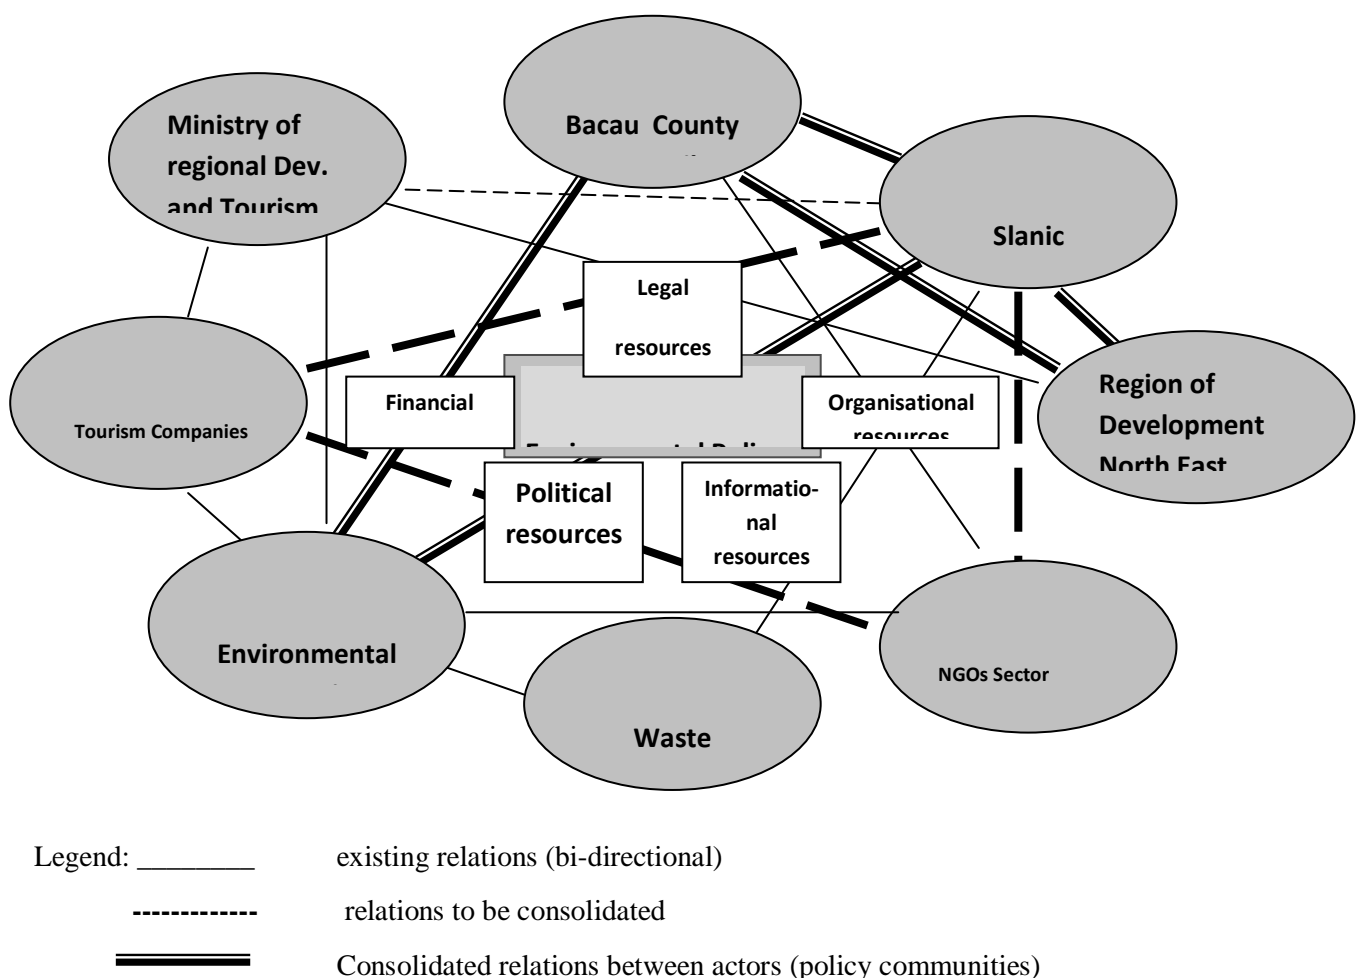 Bacau County
Ministry of
regional Dev.
and Tourism
Slanic
Legal
resources
Region of
Development
North East
Financial
Organisational
resources
Tourism Companies
Political
resources
Informatio-
nal
resources
Environmental
NGOs Sector
Waste
Legend: ________ existing relations (bi-directional)
------------- relations to be consolidated
Consolidated relations between actors (policy communities)